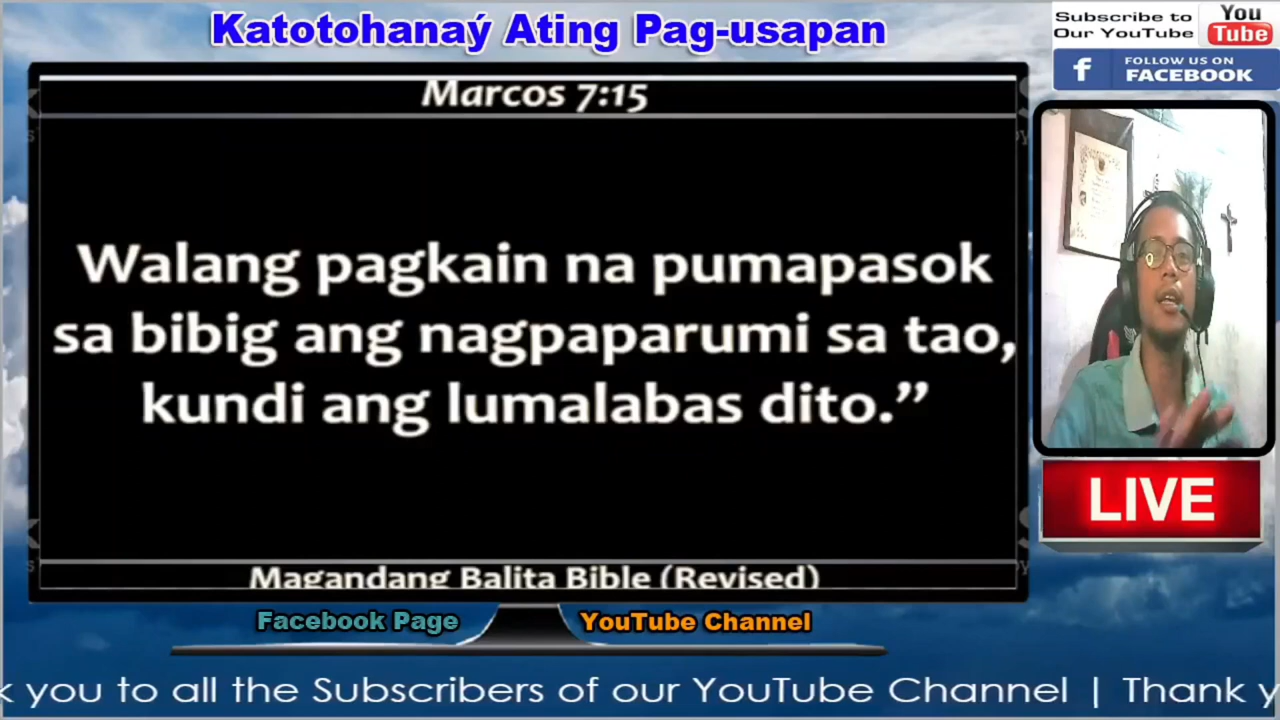 Katotohanaý Ating Pag-usapan
Subscribe to
Our YouTube
You
Tube
f
FOLLOW US ON
FACEBOOK
Marcos 7:15
Walang pagkain na pumapasok
sa bibig ang nagpaparumi sa tao,
kundi ang lumalabas dito.”
Magandang Balita Bible (Revised)
LIVE
Facebook Page
YouTube Channel
k you to all the Subscribers of our YouTube Channel | Thank y